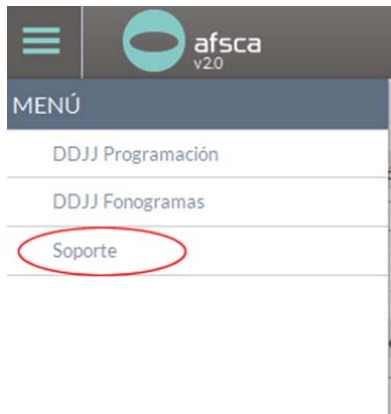 afsca
v2.0
MENÚ
DDJJ Programación
DDJJ Fonogramas
Soporte